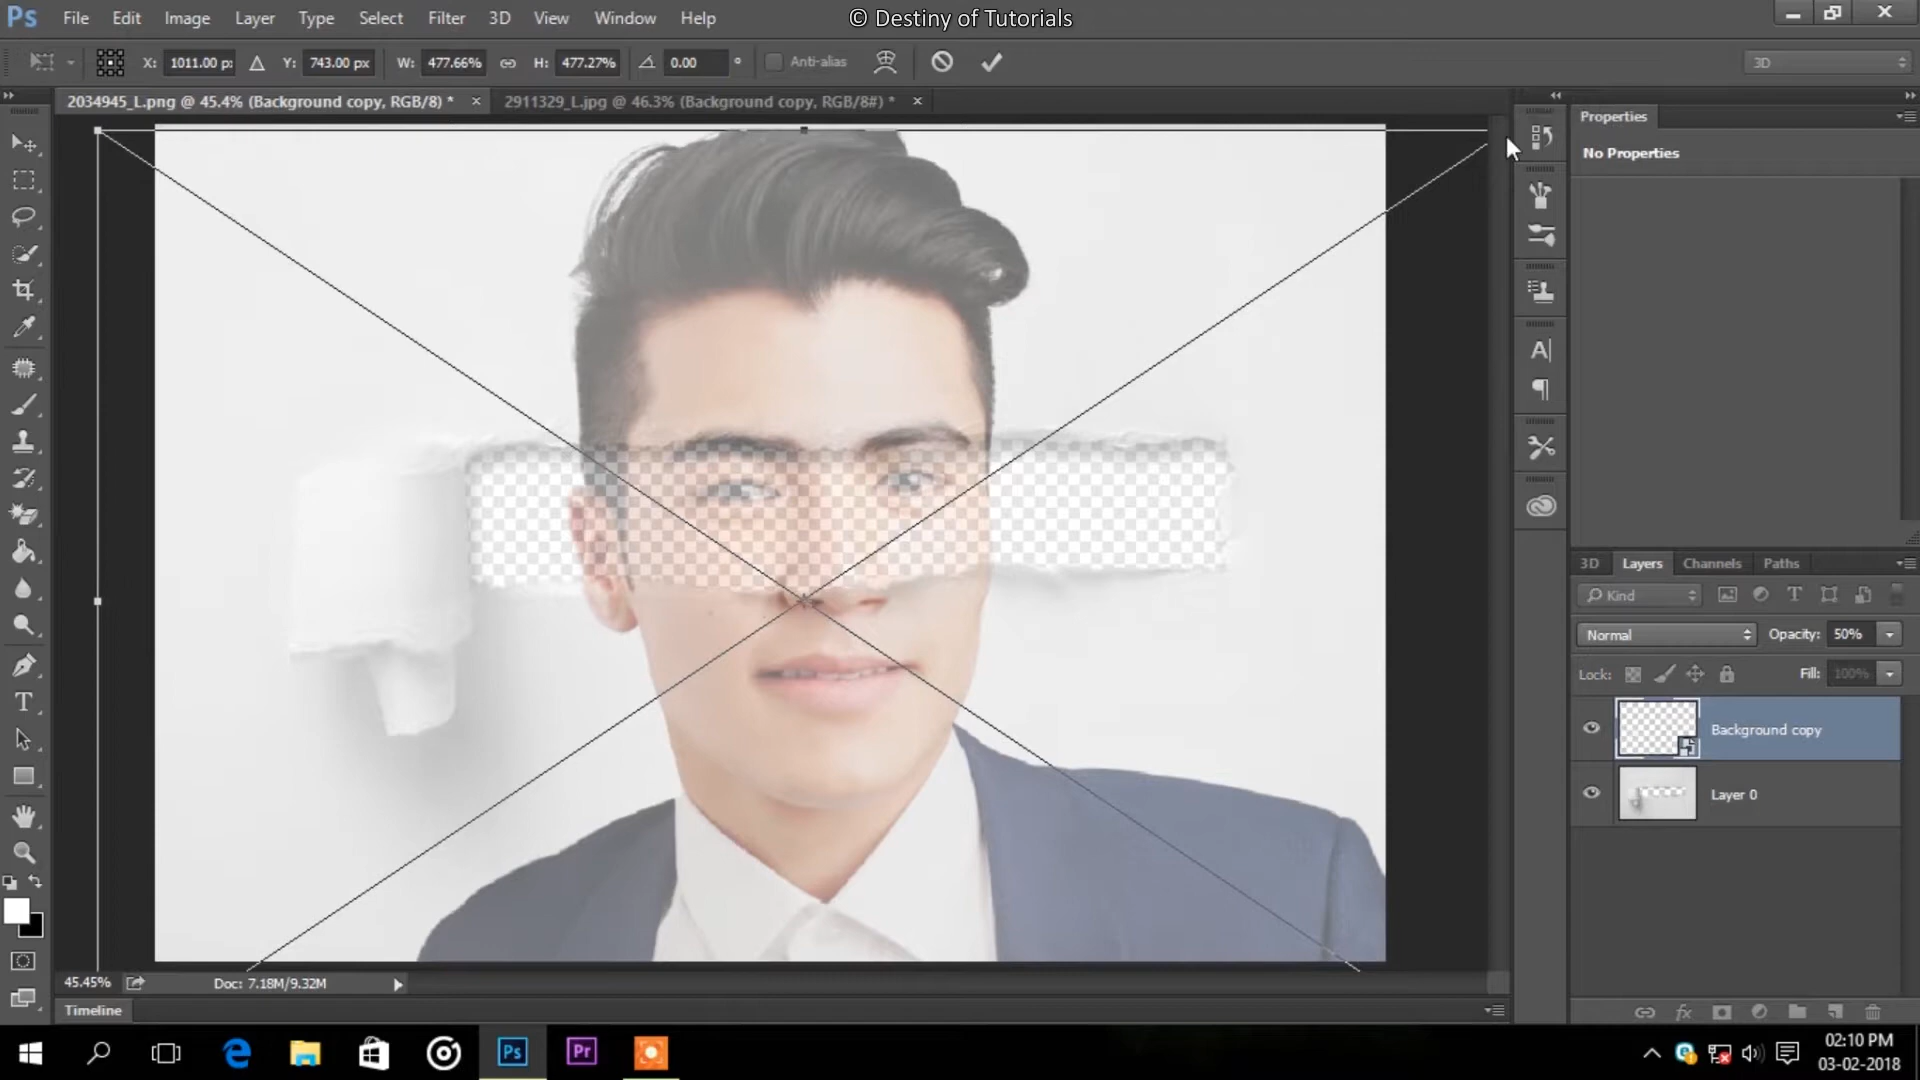 Ps File Edit Image Layer Type Select Filter 3D View Window Help © Destiny of Tutorials
X: 1011.00 p: Y: 743.00 px W: 477.66% H: 477.27% 0.00 ° Anti-alias 3D
2034945_L.png @ 45.4% (Background copy, RGB/8) * × 2911329_L.jpg @ 46.3% (Background copy, RGB/8#) * ×
Properties
No Properties
3D Layers Channels Paths
Kind
Normal Opacity: 50%
Lock: Fill: 100%
Background copy
Layer 0
45.45% Doc: 7.18M/9.32M
Timeline
Ps Pr
02:10 PM
03-02-2018